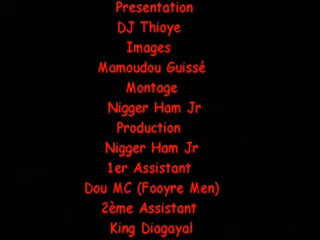 Presentation
DJ Thioye
Images
Mamoudou Guissé
Montage
Nigger Ham Jr
Production
Nigger Ham Jr
1er Assistant
Dou MC (Fooyre Men)
2ème Assistant
King Diagayal